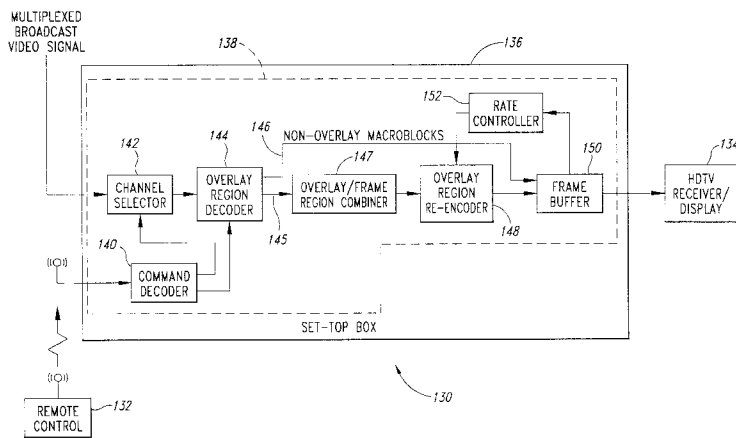 MULTIPLEXED
BROADCAST
VIDEO SIGNAL
138
136
152
RATE
CONTROLLER
146
NON-OVERLAY MACROBLOCKS
142
144
147
150
134
CHANNEL
SELECTOR
OVERLAY
REGION
DECODER
OVERLAY/FRAME
REGION COMBINER
OVERLAY
REGION
RE-ENCODER
FRAME
BUFFER
HDTV
RECEIVER/
DISPLAY
145
148
140
COMMAND
DECODER
SET-TOP BOX
130
REMOTE
CONTROL
132